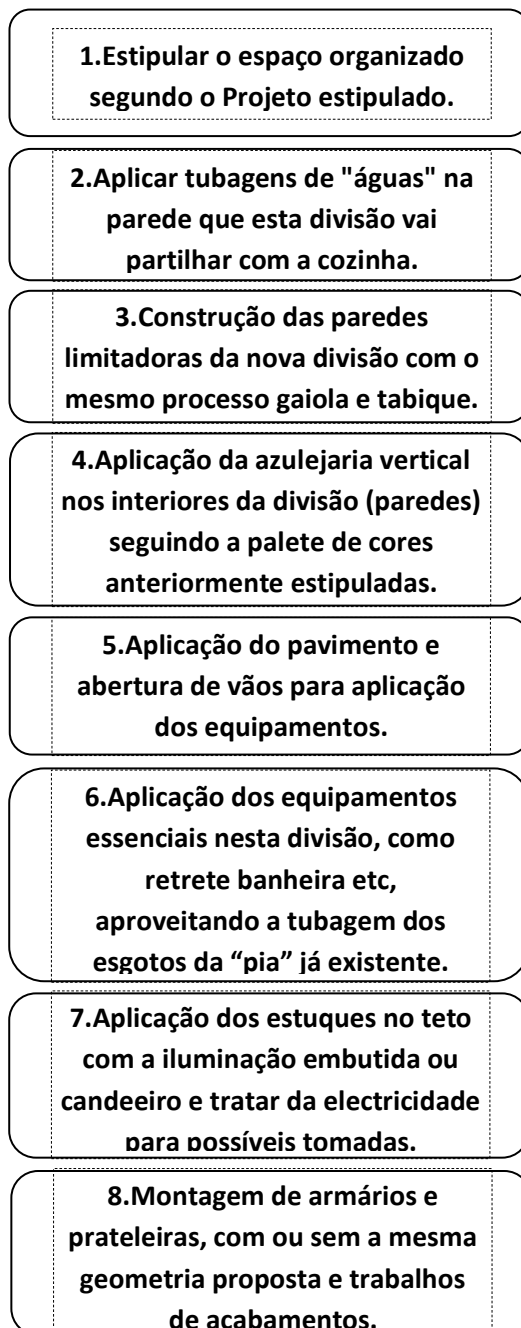 1.Estipular o espaço organizado
segundo o Projeto estipulado.
2.Aplicar tubagens de "águas" na
parede que esta divisão vai
partilhar com a cozinha.
3.Construção das paredes
limitadoras da nova divisão com o
mesmo processo gaiola e tabique.
4.Aplicação da azulejaria vertical
nos interiores da divisão (paredes)
seguindo a palete de cores
anteriormente estipuladas.
5.Aplicação do pavimento e
abertura de vãos para aplicação
dos equipamentos.
6.Aplicação dos equipamentos
essenciais nesta divisão, como
retrete banheira etc,
aproveitando a tubagem dos
esgotos da “pia” já existente.
7.Aplicação dos estuques no teto
com a iluminação embutida ou
candeeiro e tratar da electricidade
para possíveis tomadas.
8.Montagem de armários e
prateleiras, com ou sem a mesma
geometria proposta e trabalhos
de acabamentos.